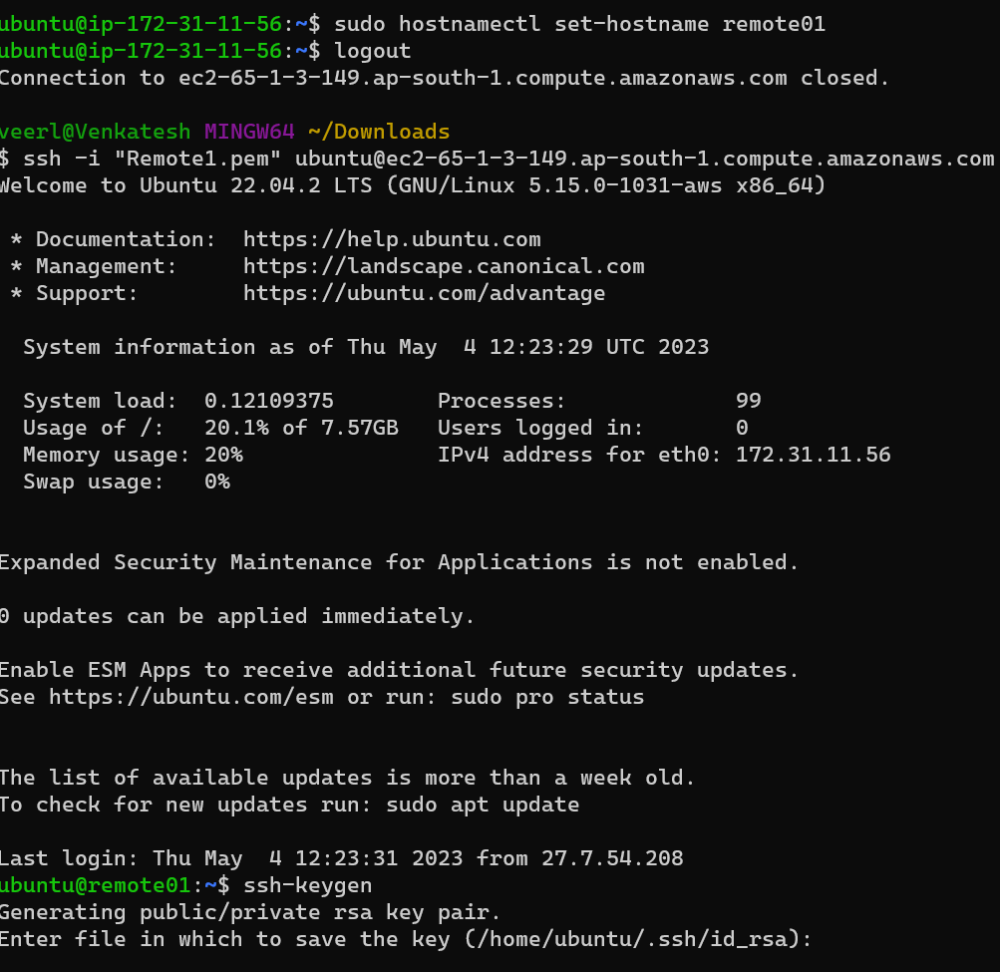 ubuntu@ip-172-31-11-56:~$ sudo hostnamectl set-hostname remote01
ubuntu@ip-172-31-11-56:~$ logout
Connection to ec2-65-1-3-149.ap-south-1.compute.amazonaws.com closed.
veerl@Venkatesh MINGW64 ~/Downloads
$ ssh -i "Remote1.pem" ubuntu@ec2-65-1-3-149.ap-south-1.compute.amazonaws.com
Welcome to Ubuntu 22.04.2 LTS (GNU/Linux 5.15.0-1031-aws x86_64)
* Documentation:  https://help.ubuntu.com
* Management:     https://landscape.canonical.com
* Support:        https://ubuntu.com/advantage
System information as of Thu May  4 12:23:29 UTC 2023
System load:  0.12109375        Processes:             99
Usage of /:   20.1% of 7.57GB   Users logged in:       0
Memory usage: 20%               IPv4 address for eth0: 172.31.11.56
Swap usage:   0%
Expanded Security Maintenance for Applications is not enabled.
0 updates can be applied immediately.
Enable ESM Apps to receive additional future security updates.
See https://ubuntu.com/esm or run: sudo pro status
The list of available updates is more than a week old.
To check for new updates run: sudo apt update
Last login: Thu May  4 12:23:31 2023 from 27.7.54.208
ubuntu@remote01:~$ ssh-keygen
Generating public/private rsa key pair.
Enter file in which to save the key (/home/ubuntu/.ssh/id_rsa):